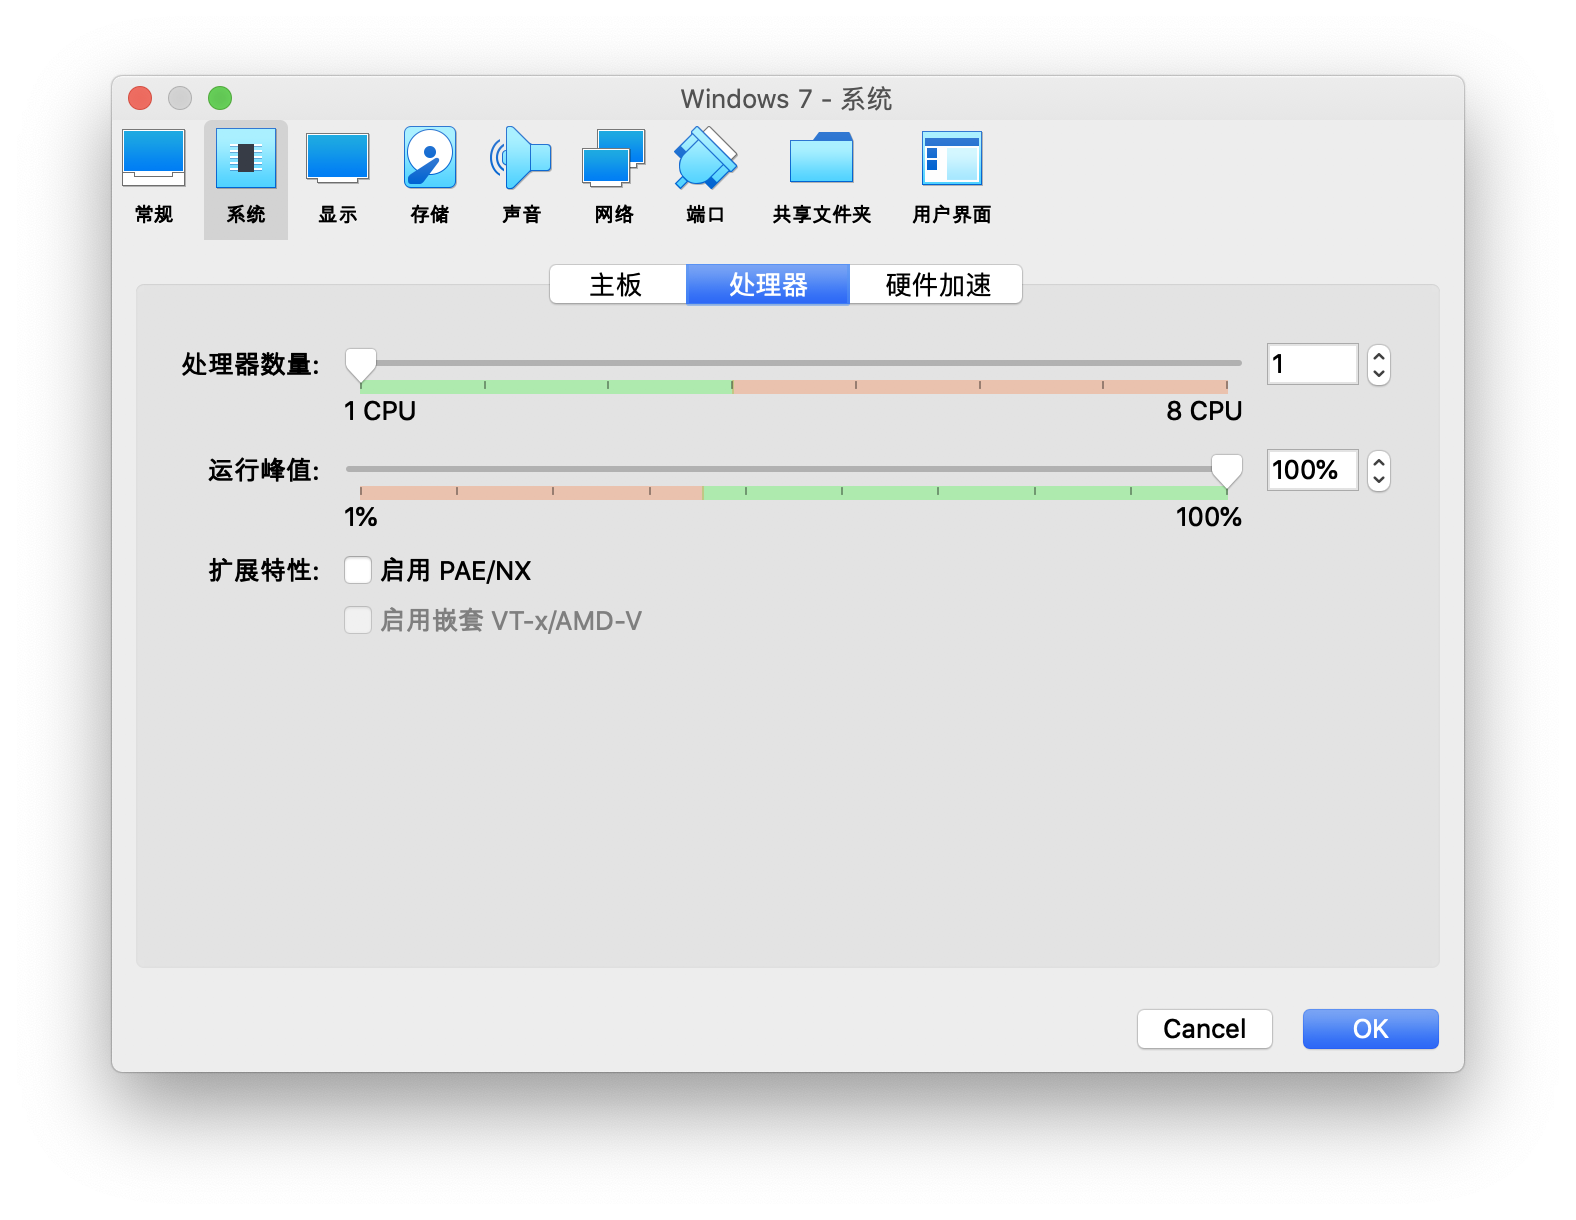 Windows 7 - 系统
常规 系统 显示 存储 声音 网络 端口 共享文件夹 用户界面
主板 处理器 硬件加速
处理器数量: 1
1 CPU 8 CPU
运行峰值: 100%
1% 100%
扩展特性: 启用 PAE/NX
启用嵌套 VT-x/AMD-V
Cancel OK